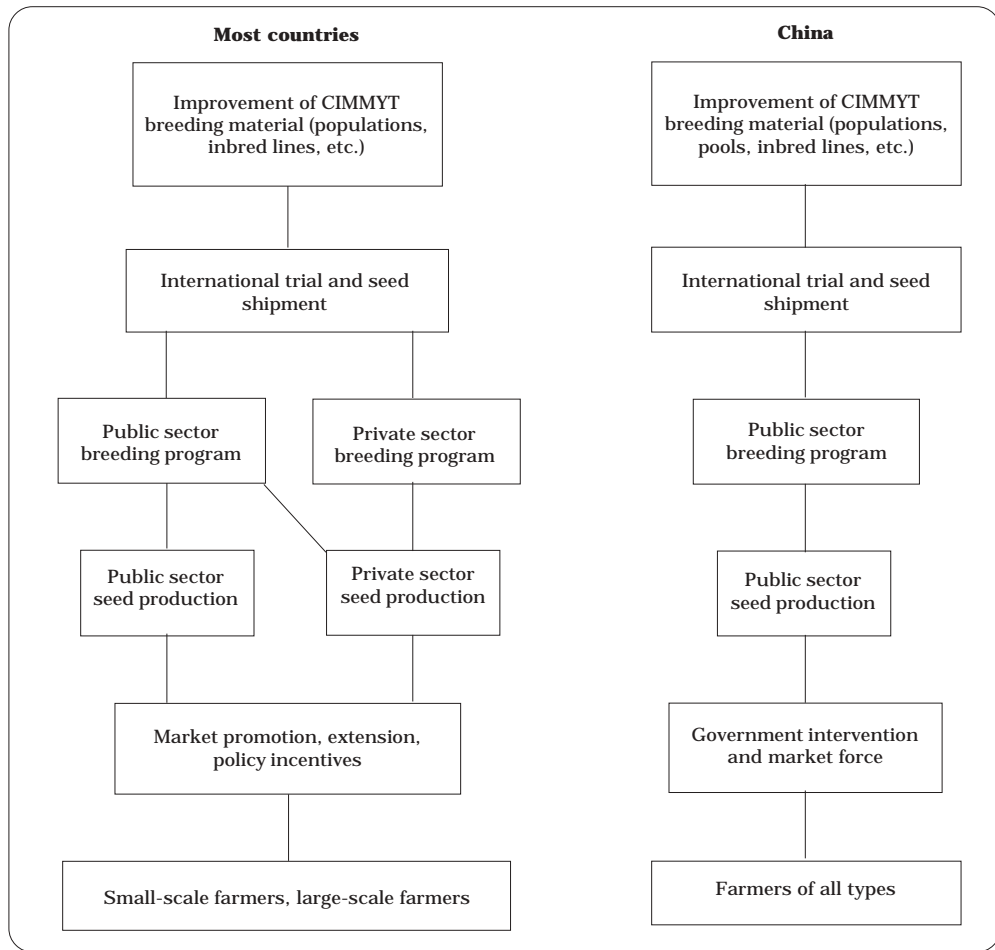 Most countries
Improvement of CIMMYT
breeding material (populations,
inbred lines, etc.)
International trial and seed
shipment
Public sector
breeding program
Private sector
breeding program
Public sector
seed production
Private sector
seed production
Market promotion, extension,
policy incentives
Small-scale farmers, large-scale farmers
China
Improvement of CIMMYT
breeding material (populations,
pools, inbred lines, etc.)
International trial and seed
shipment
Public sector
breeding program
Public sector
seed production
Government intervention
and market force
Farmers of all types